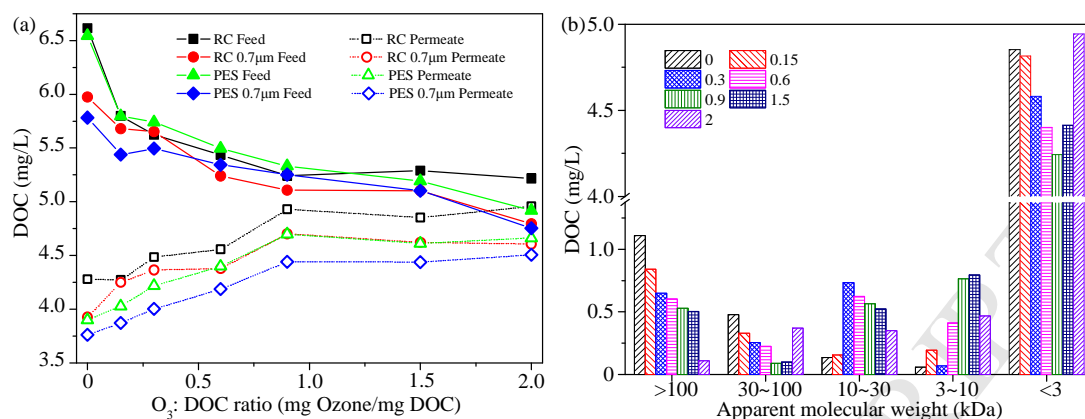 (a)
RC Feed
RC Permeate
RC 0.7μm Feed
RC 0.7μm Permeate
PES Feed
PES Permeate
PES 0.7μm Feed
PES 0.7μm Permeate
DOC (mg/L)
6.5
6.0
5.5
5.0
4.5
4.0
3.5
0 0.5 1.0 1.5 2.0
O3: DOC ratio (mg Ozone/mg DOC)
(b)
0 0.15
0.3 0.6
0.9 1.5
2
DOC (mg/L)
5.0
4.5
4.0
1.0
0.5
0
>100 30~100 10~30 3~10 <3
Apparent molecular weight (kDa)